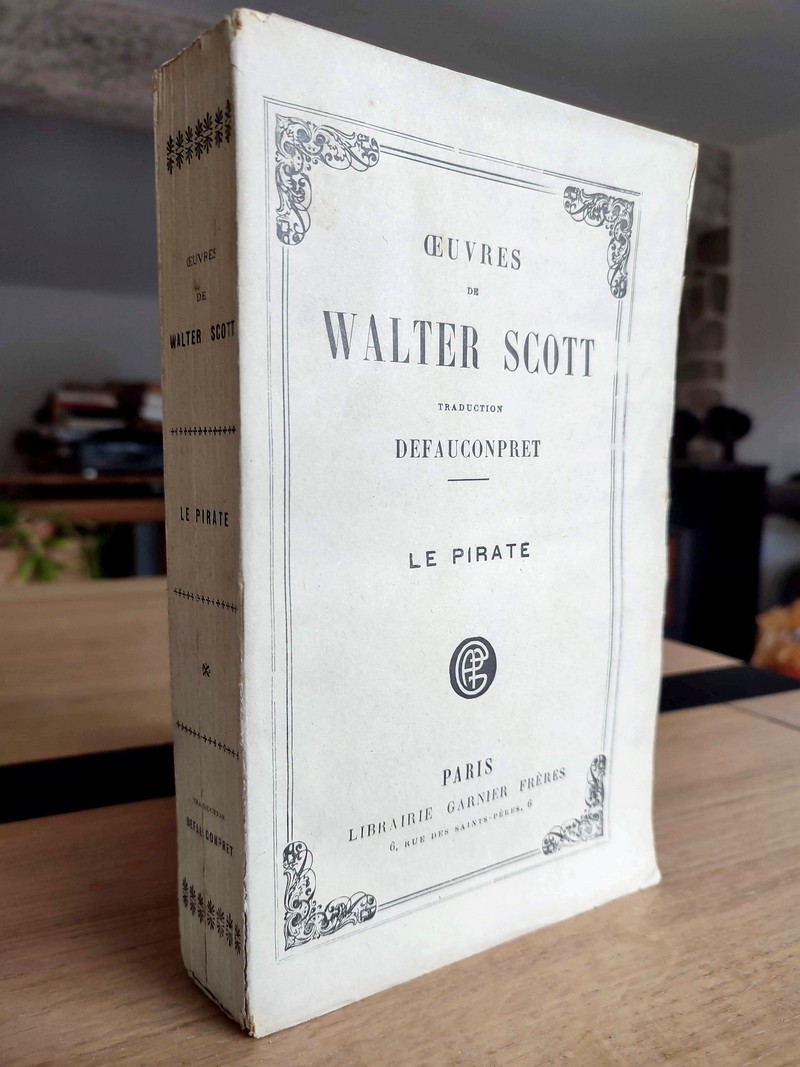 ŒUVRES
DE
WALTER SCOTT
LE PIRATE
TRADUCTION
DEFAUCONPRET
ŒUVRES
DE
WALTER SCOTT
TRADUCTION
DEFAUCONPRET
LE PIRATE
PARIS
LIBRAIRIE GARNIER FRÈRES
6, RUE DES SAINTS-PÈRES, 6